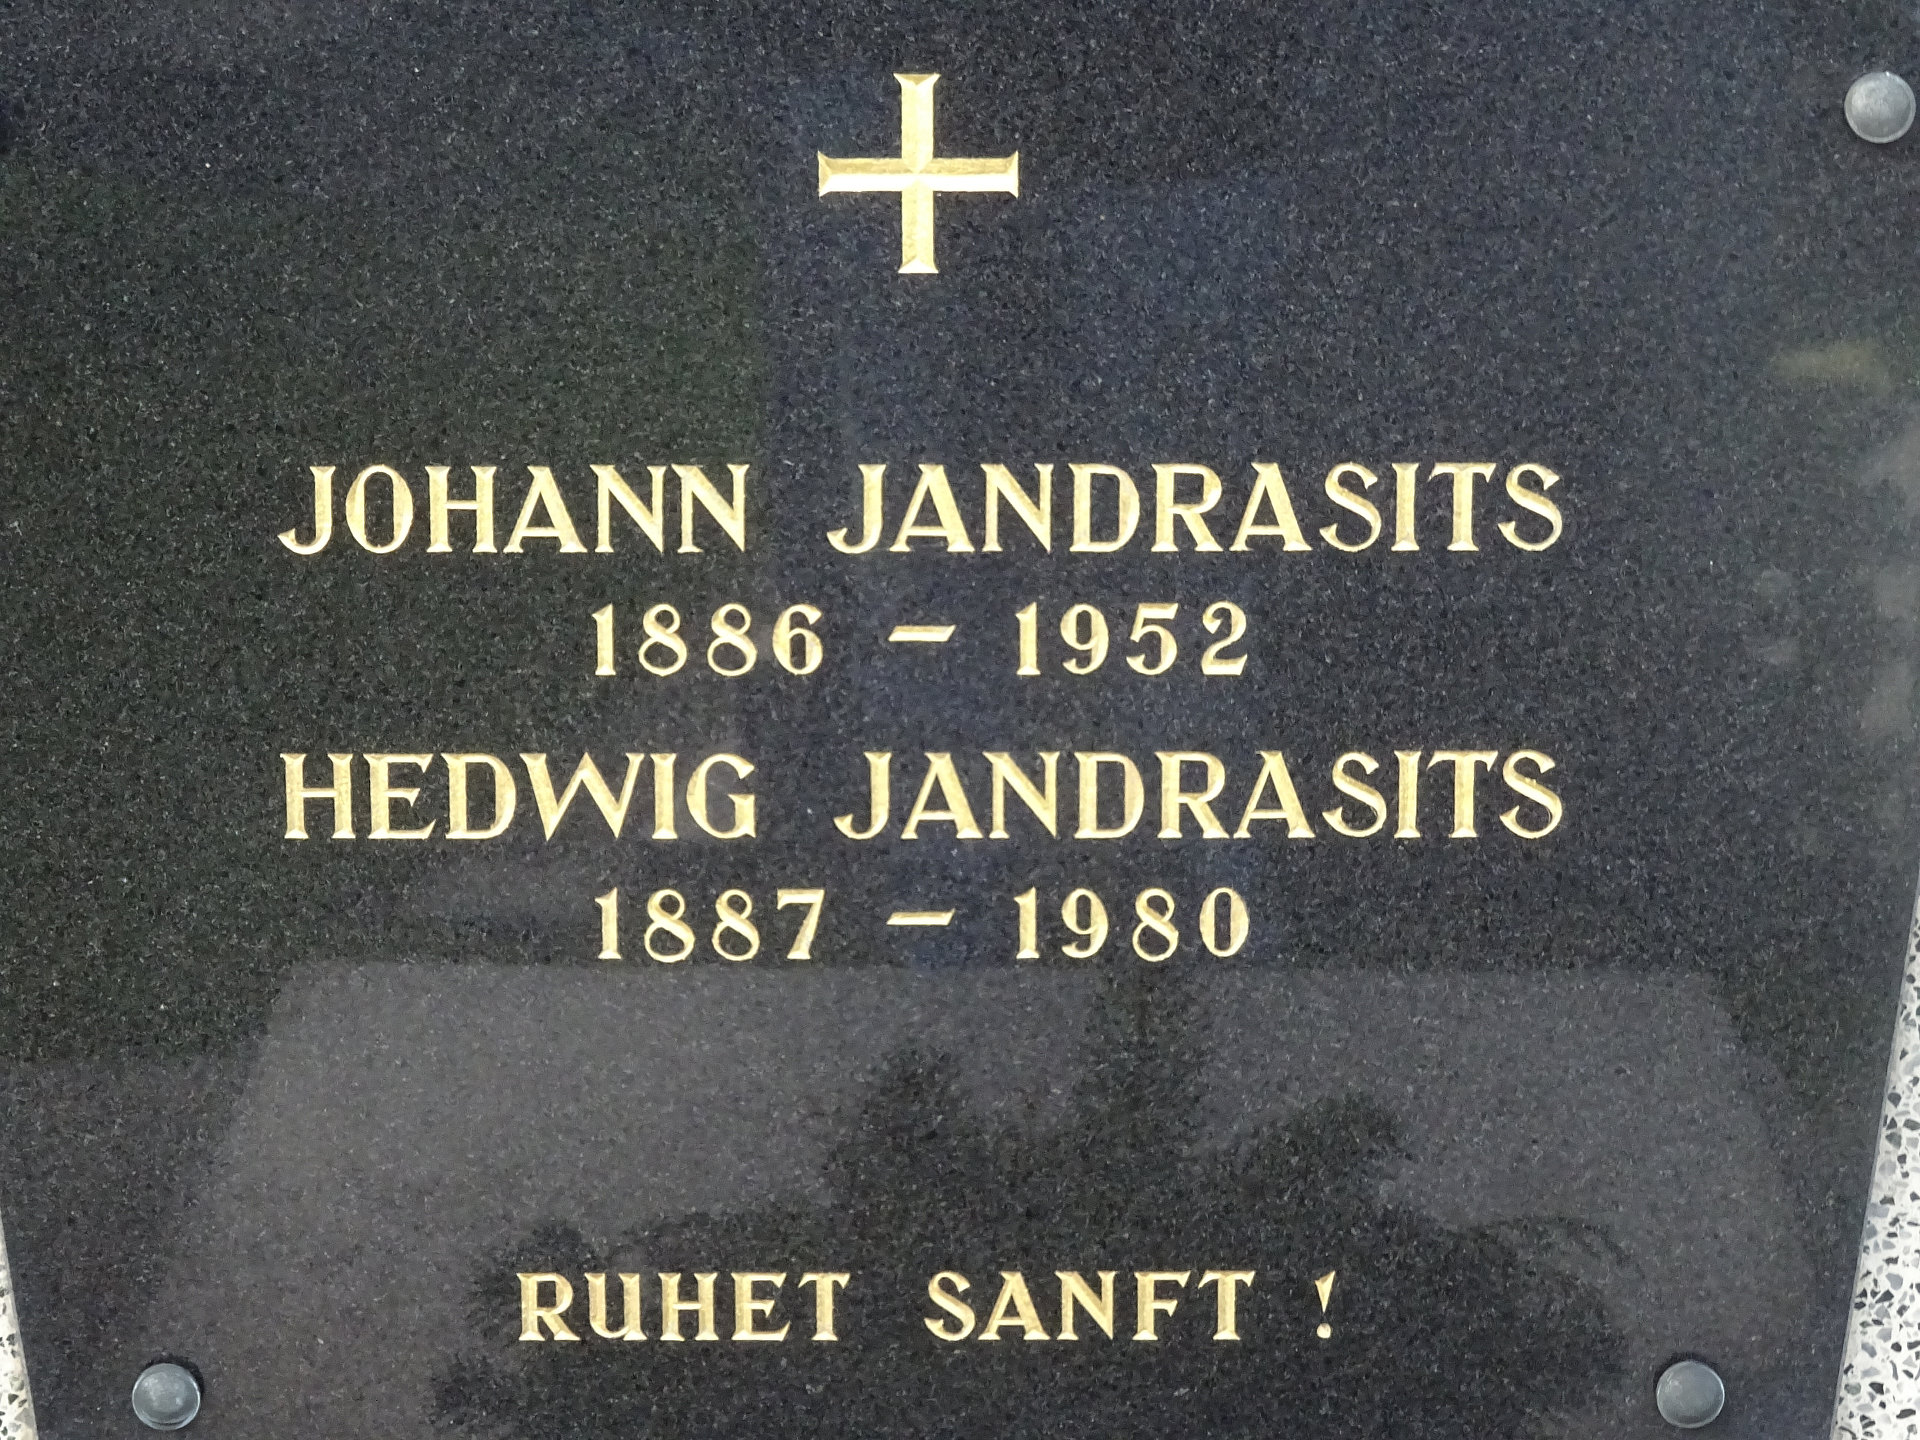 JOHANN JANDRASITS
1886 – 1952
HEDWIG JANDRASITS
1887 – 1980
RUHET SANFT !